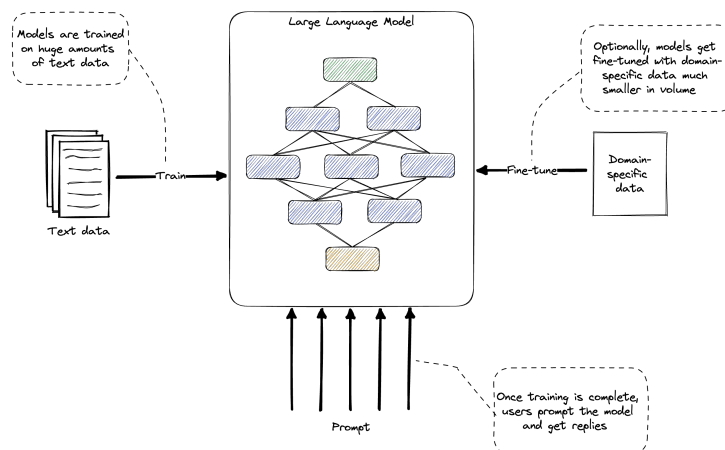 Large Language Model
Models are trained
on huge amounts
of text data
Optionally, models get
fine-tuned with domain-
specific data much
smaller in volume
Train
Fine-tune
Domain-
specific
data
Text data
Once training is complete,
users prompt the model
and get replies
Prompt